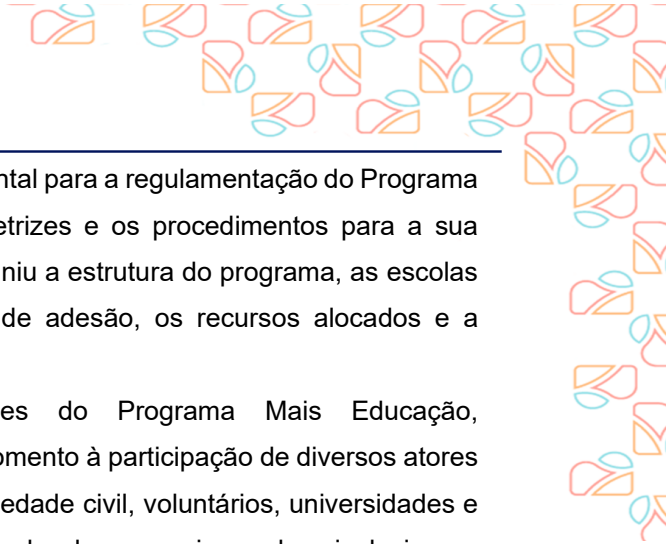 ntal para a regulamentação do Programa
etrizes e os procedimentos para a sua
niu a estrutura do programa, as escolas
de adesão, os recursos alocados e a
es do Programa Mais Educação,
omento à participação de diversos atores
edade civil, voluntários, universidades e